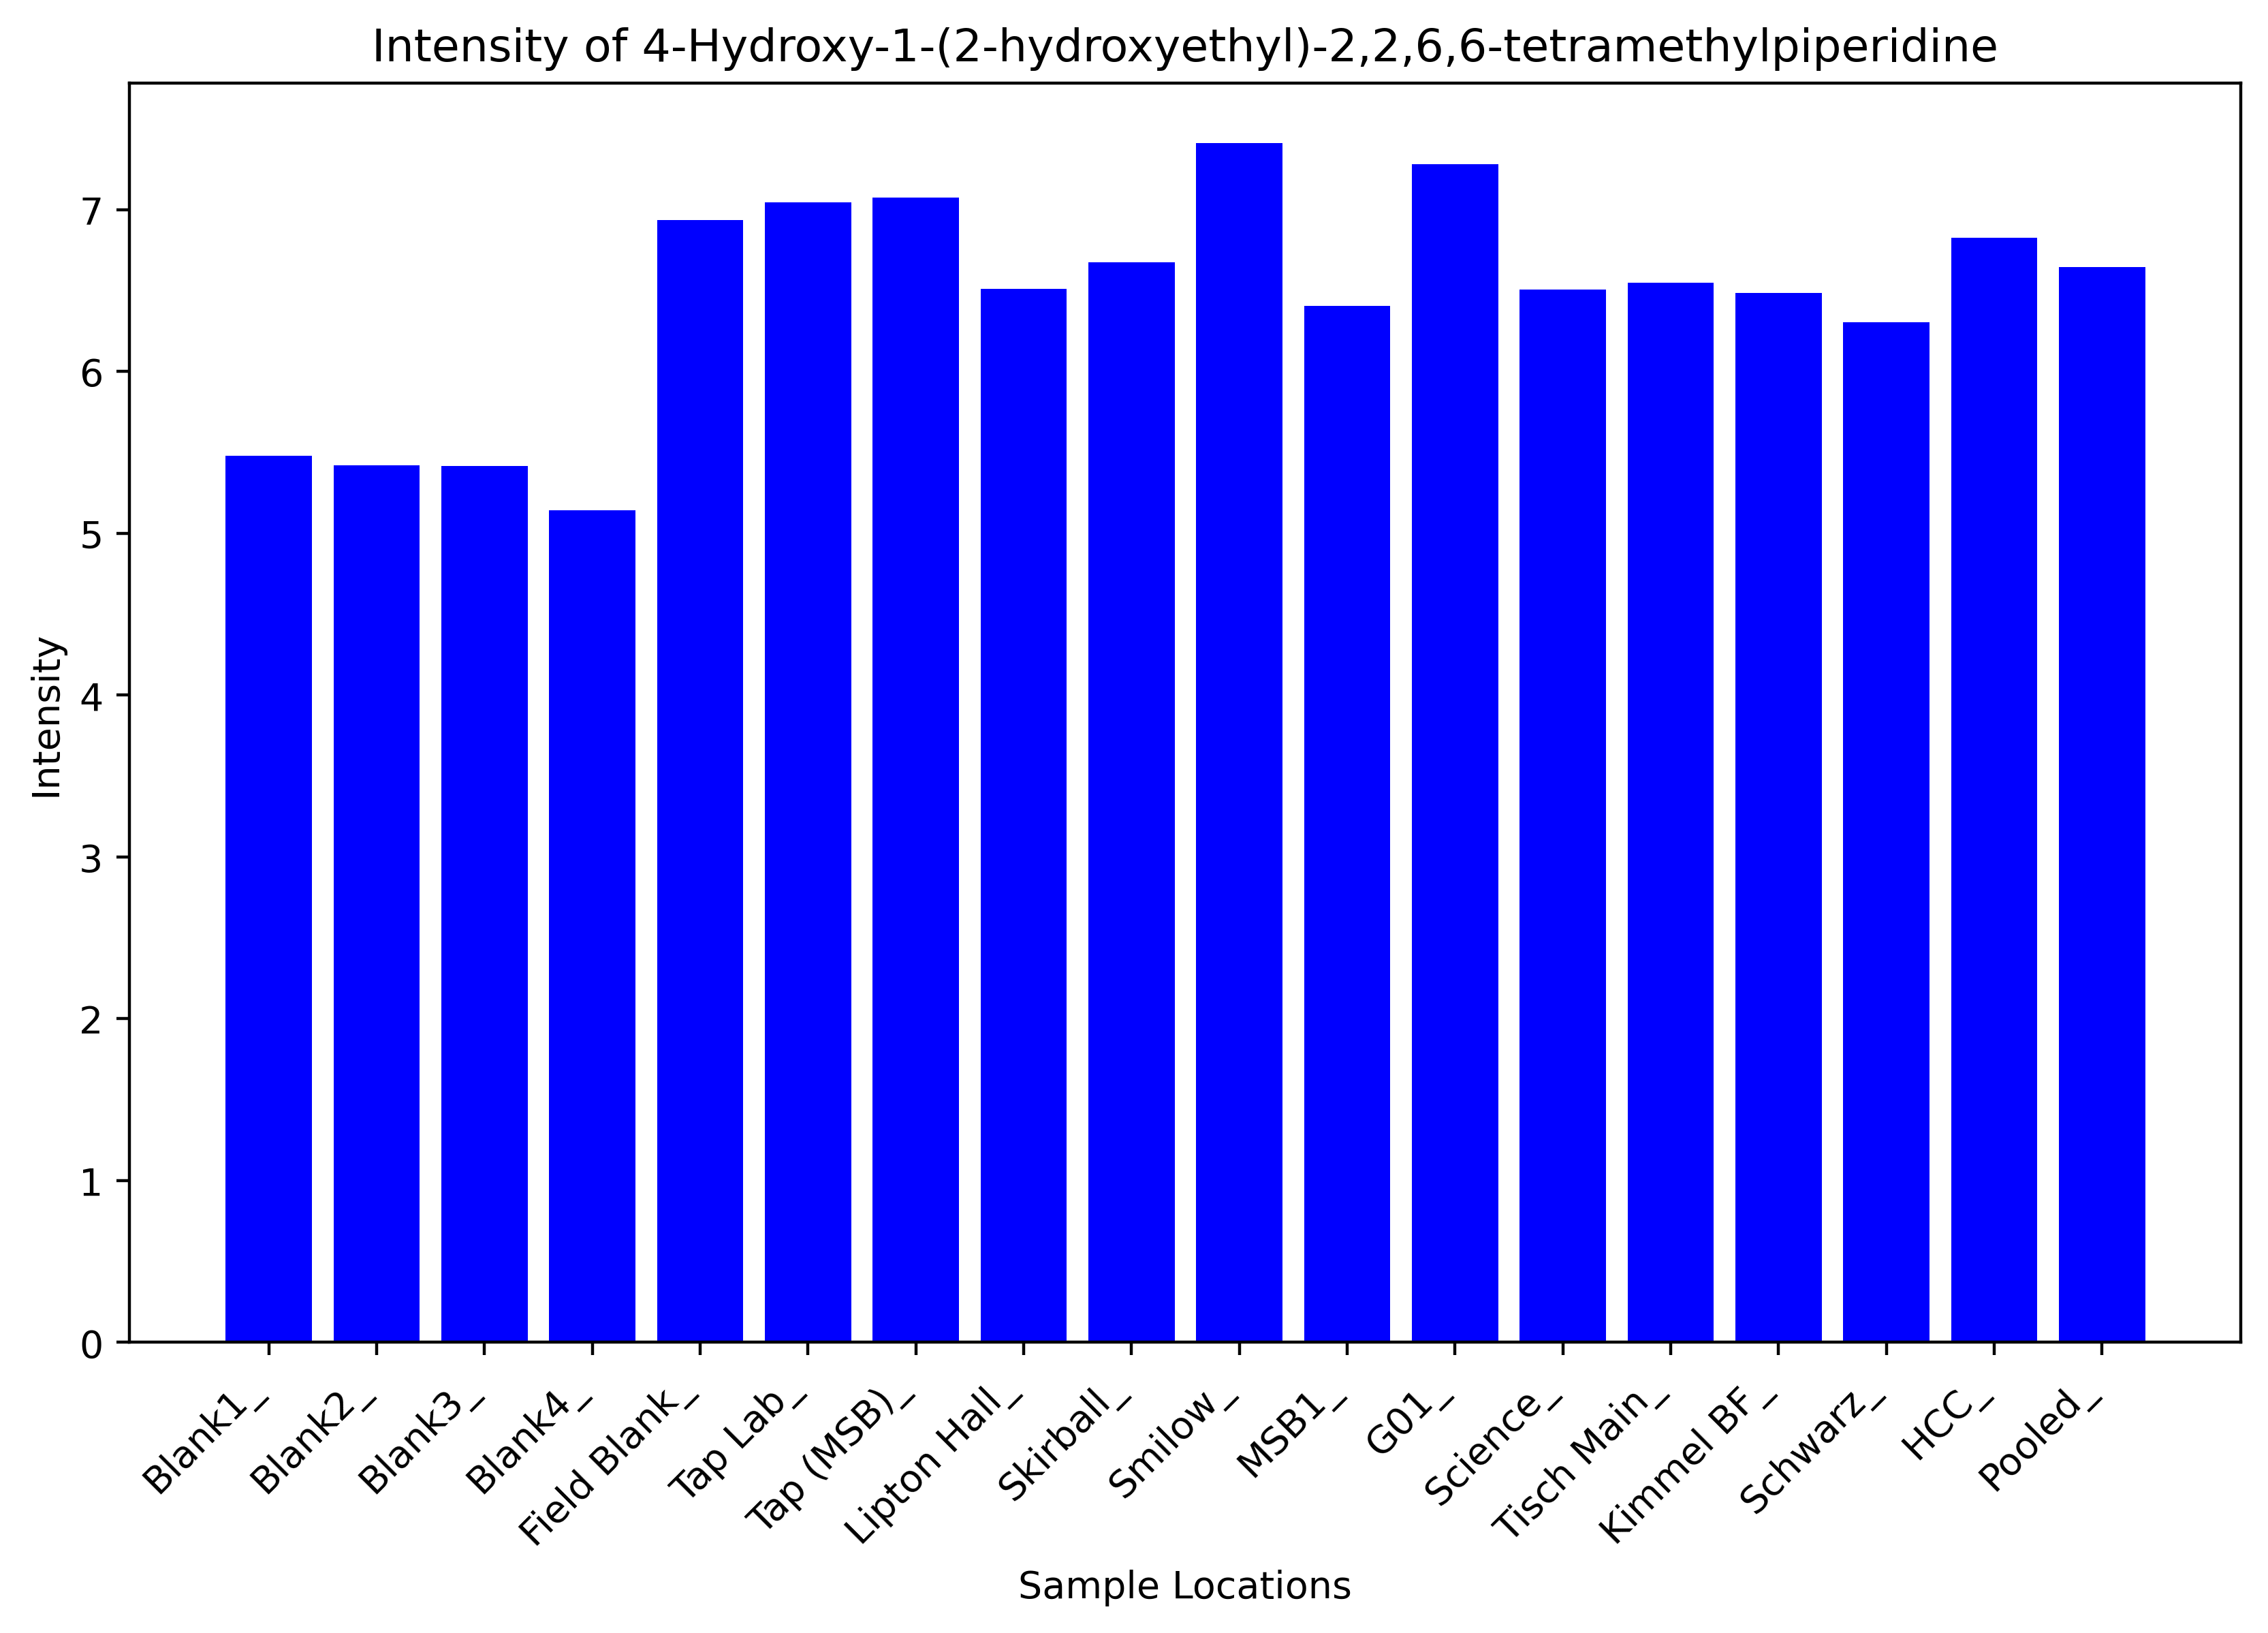 Intensity of 4-Hydroxy-1-(2-hydroxyethyl)-2,2,6,6-tetramethylpiperidine
Intensity
7
6
5
4
3
2
1
0
Blank1_
Blank2_
Blank3_
Blank4_
Field Blank_
Tap Lab_
Tap (MSB)_
Lipton Hall_
Skirball_
Smilow_
MSB1_
G01_
Science_
Tisch Main_
Kimmel BF_
Schwarz_
HCC_
Pooled_
Sample Locations